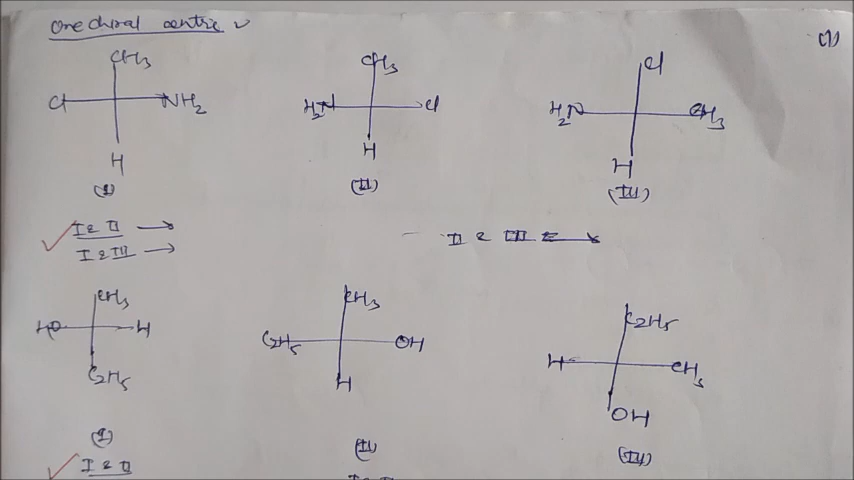 One chiral centric
(1)
CH3
Cl NH2
H
(I)
CH3
H2N Cl
H
(II)
Cl
H2N CH3
H
(III)
I & II →
I & III →
II & III →
CH3
HO H
C2H5
(I)
CH3
C2H5 OH
H
(II)
C2H5
H CH3
OH
(III)
I & II